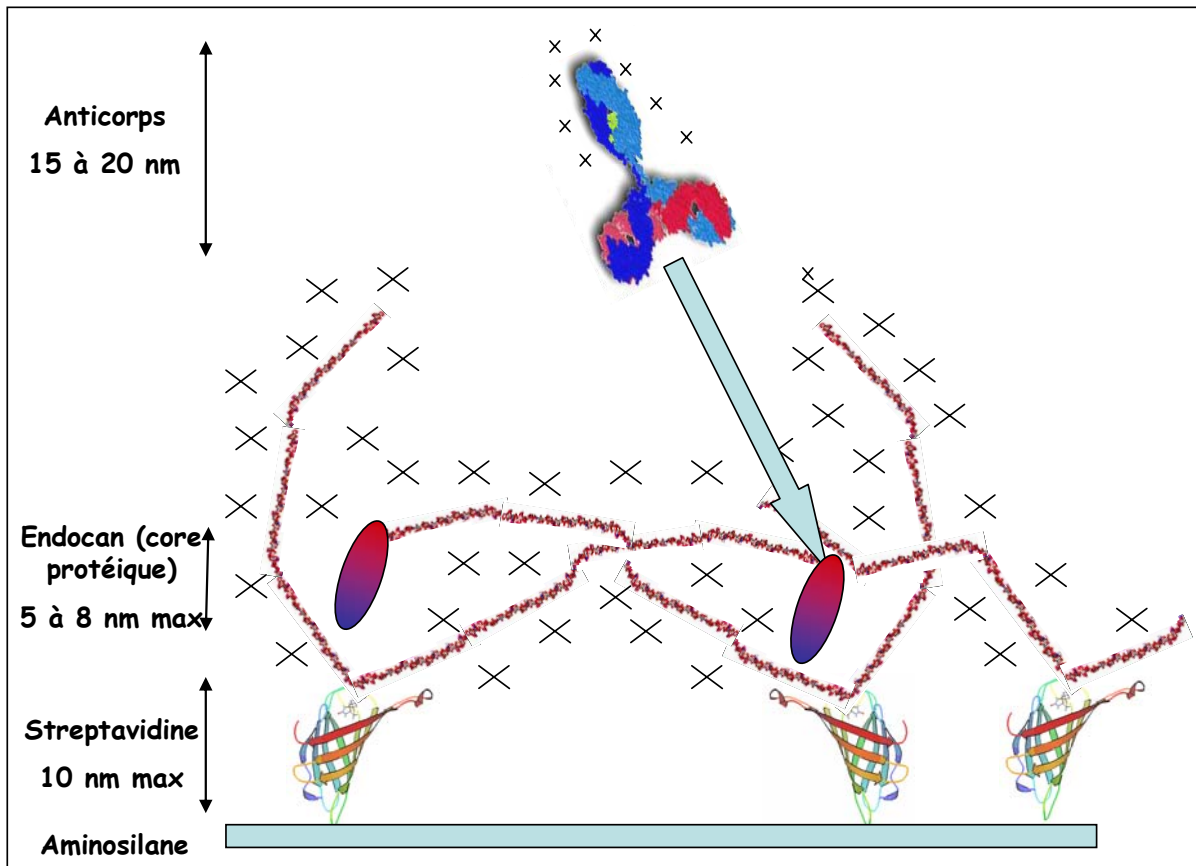 Anticorps
15 à 20 nm
Endocan (core
protéique)
5 à 8 nm max
Streptavidine
10 nm max
Aminosilane